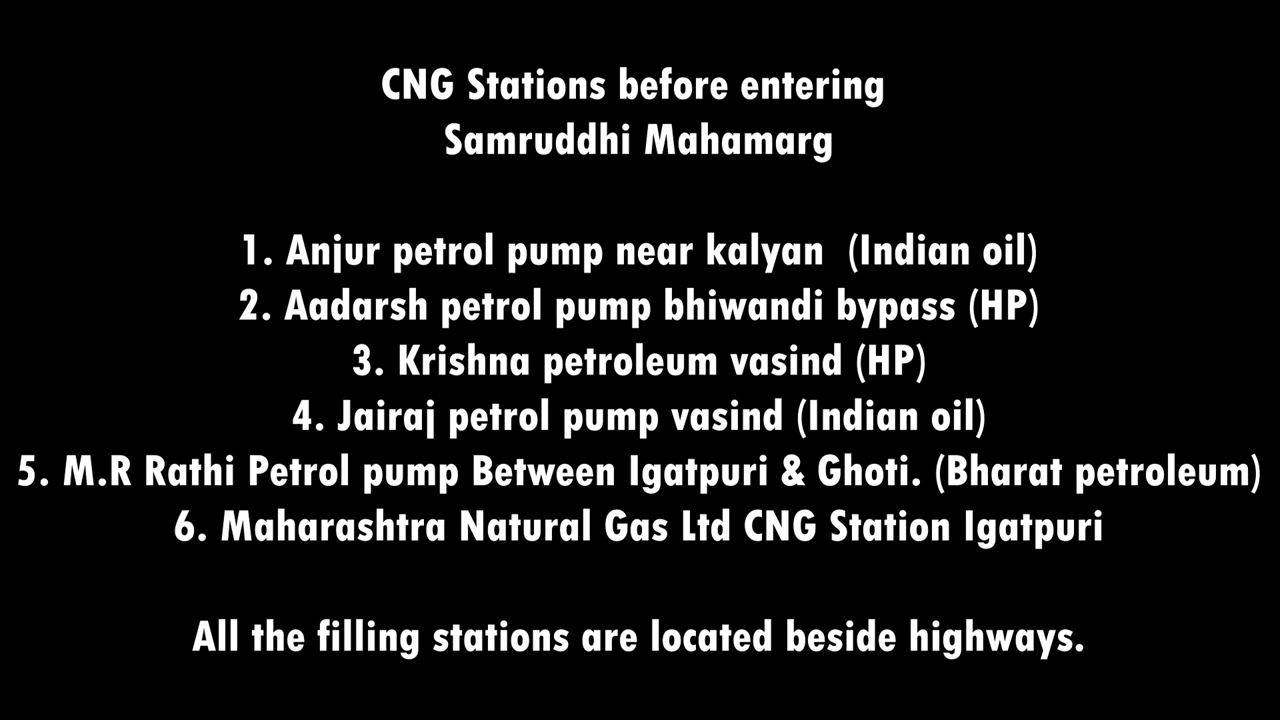 CNG Stations before entering
Samruddhi Mahamarg
1. Anjur petrol pump near kalyan (Indian oil)
2. Aadarsh petrol pump bhiwandi bypass (HP)
3. Krishna petroleum vasind (HP)
4. Jairaj petrol pump vasind (Indian oil)
5. M.R Rathi Petrol pump Between Igatpuri & Ghoti. (Bharat petroleum)
6. Maharashtra Natural Gas Ltd CNG Station Igatpuri
All the filling stations are located beside highways.